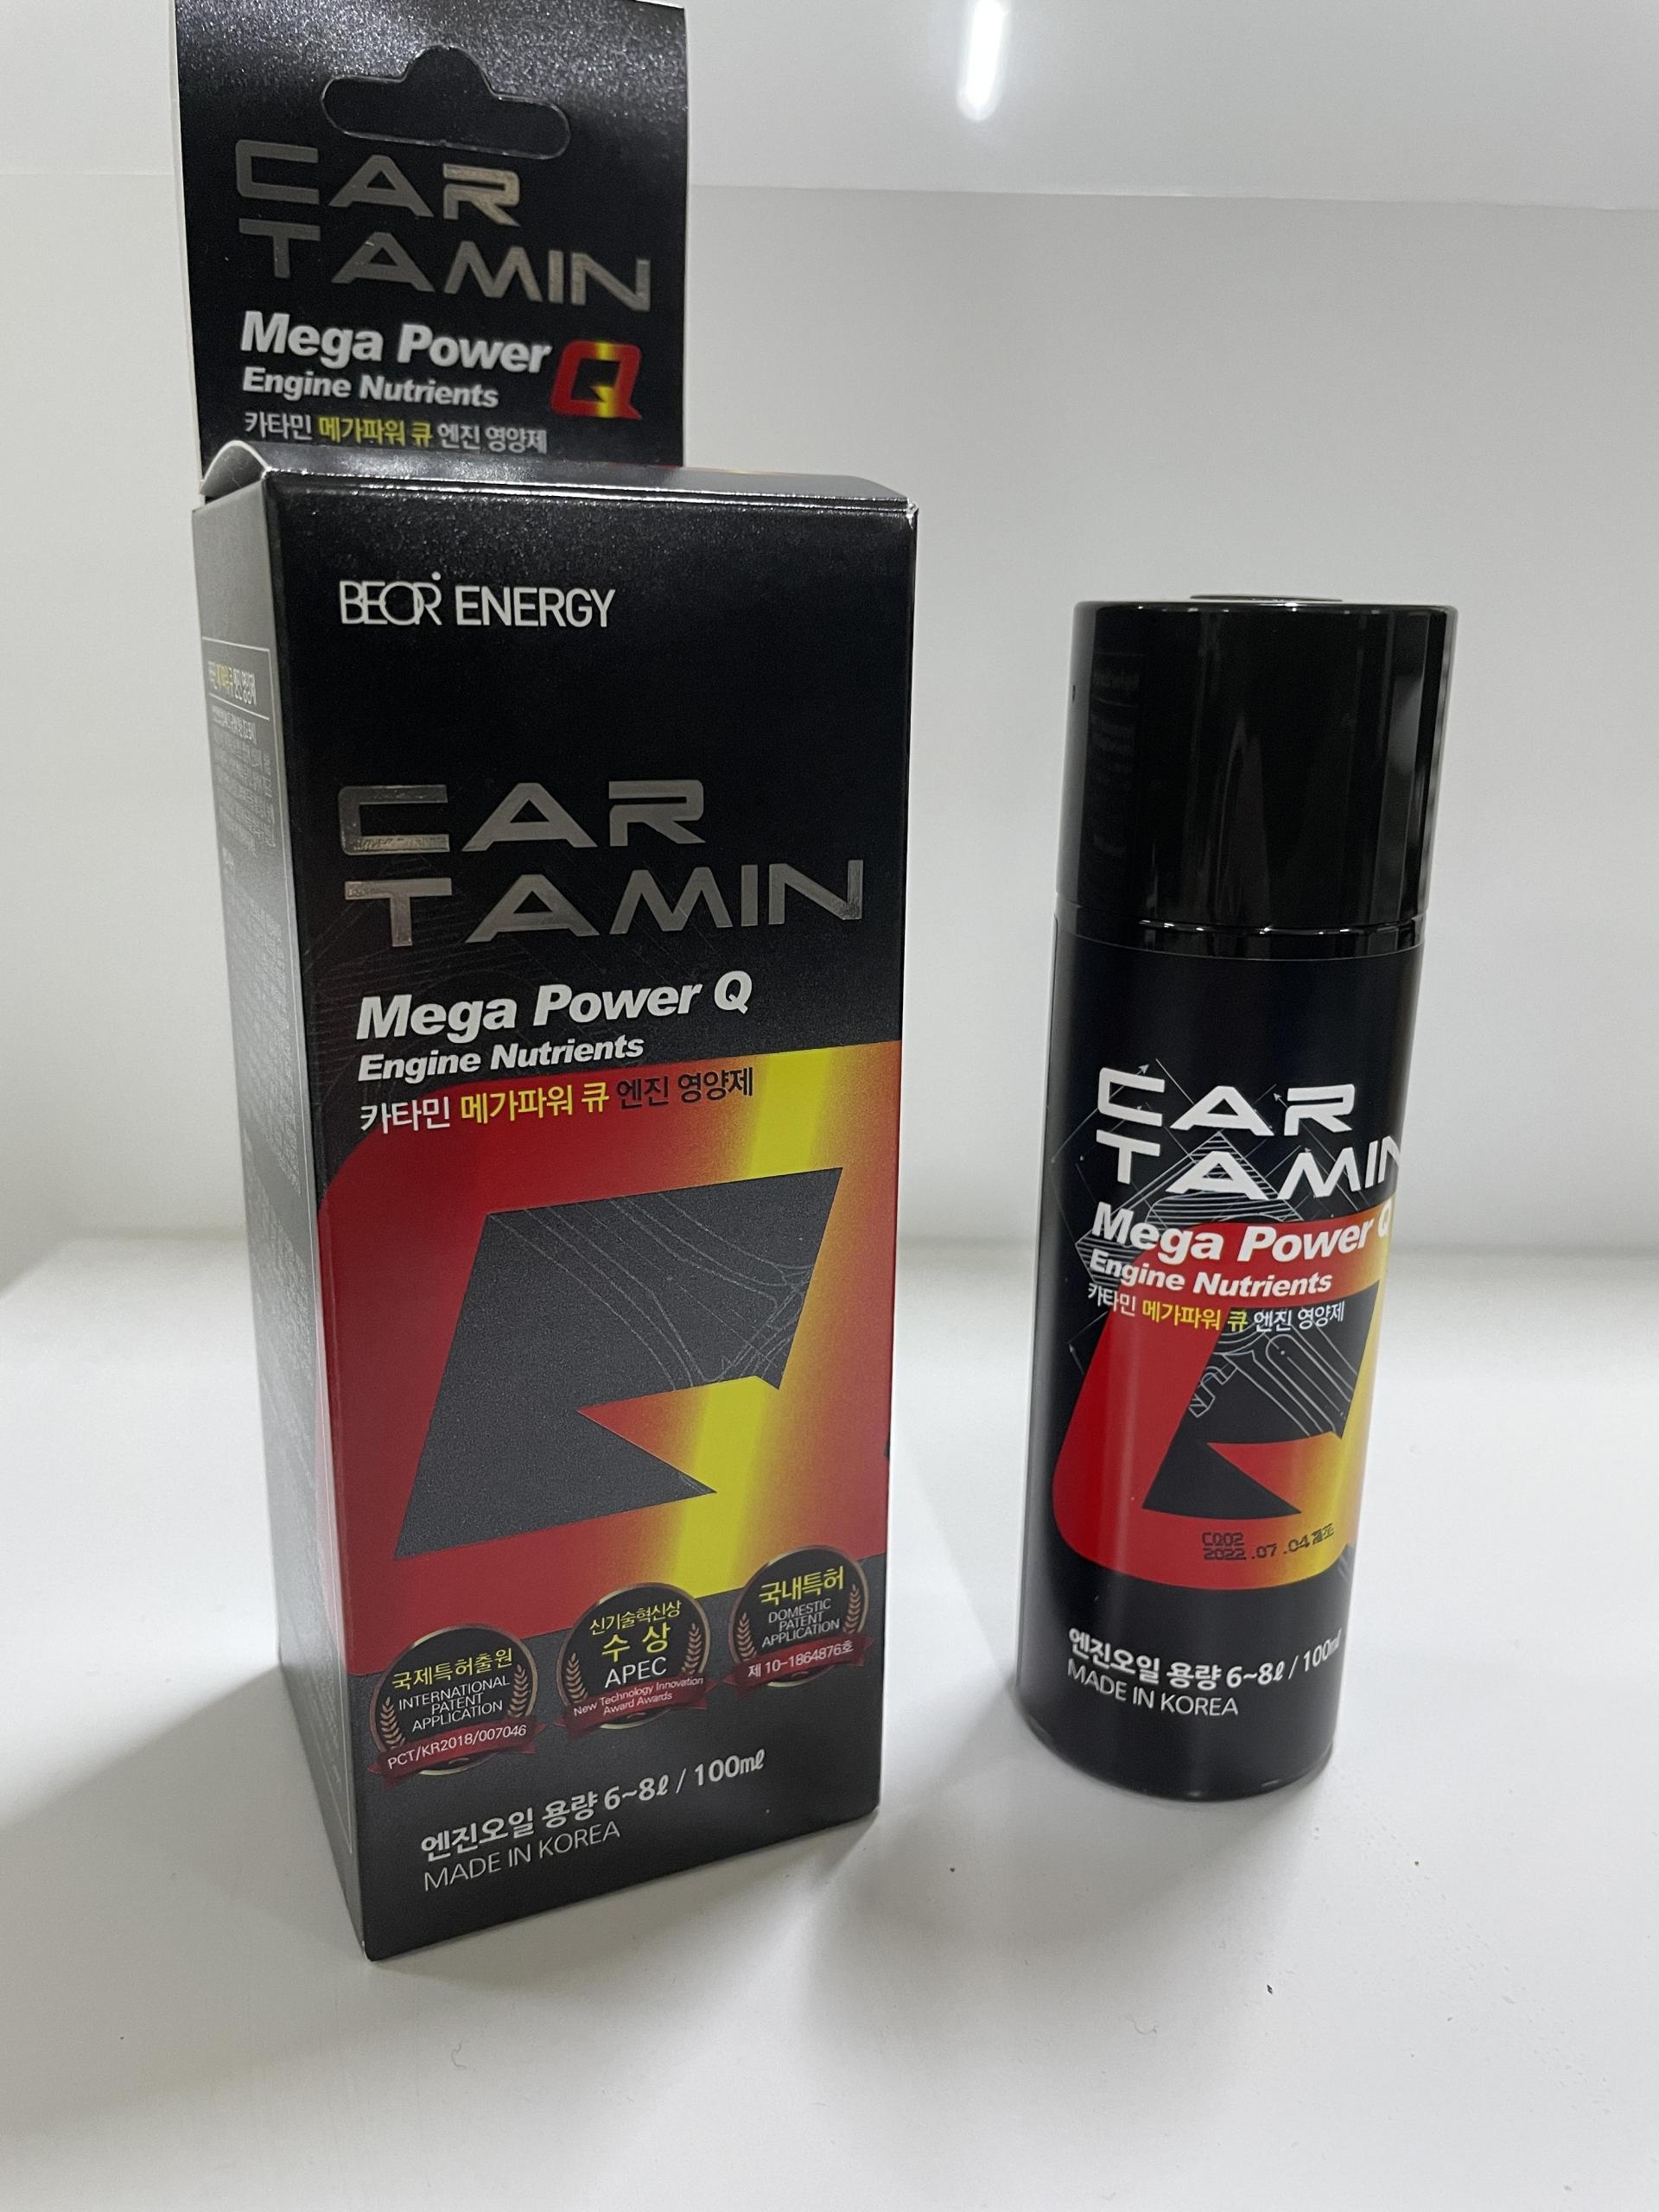 CAR
TAMIN
Mega Power Q
Engine Nutrients
카타민 메가파워 큐 엔진 영양제
BEOR ENERGY
CAR
TAMIN
Mega Power Q
Engine Nutrients
카타민 메가파워 큐 엔진 영양제
국제특허출원
INTERNATIONAL
PATENT
APPLICATION
PCT/KR2018/007046
신기술혁신상
수 상
APEC
New Technology Innovation
Award Awards
국내특허
DOMESTIC
PATENT
APPLICATION
제 10-1864876호
엔진오일 용량 6~8ℓ / 100㎖
MADE IN KOREA
CAR
TAMIN
Mega Power Q
Engine Nutrients
카타민 메가파워 큐 엔진 영양제
CQ02
2022.07.04 제조
엔진오일 용량 6~8ℓ / 100㎖
MADE IN KOREA